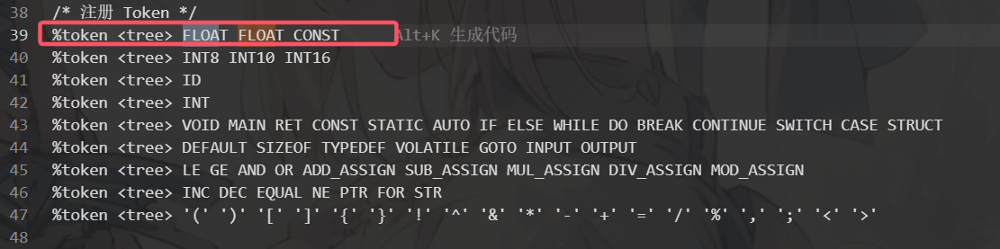 38 /* 注册 Token */
39 %token <tree> FLOAT FLOAT CONST Alt+K 生成代码
40 %token <tree> INT8 INT10 INT16
41 %token <tree> ID
42 %token <tree> INT
43 %token <tree> VOID MAIN RET CONST STATIC AUTO IF ELSE WHILE DO BREAK CONTINUE SWITCH CASE STRUCT
44 %token <tree> DEFAULT SIZEOF TYPEDEF VOLATILE GOTO INPUT OUTPUT
45 %token <tree> LE GE AND OR ADD_ASSIGN SUB_ASSIGN MUL_ASSIGN DIV_ASSIGN MOD_ASSIGN
46 %token <tree> INC DEC EQUAL NE PTR FOR STR
47 %token <tree> '(' ')' '[' ']' '{' '}' '!' '^' '&' '*' '-' '+' '=' '/' '%' ',' ';' '<' '>'
48